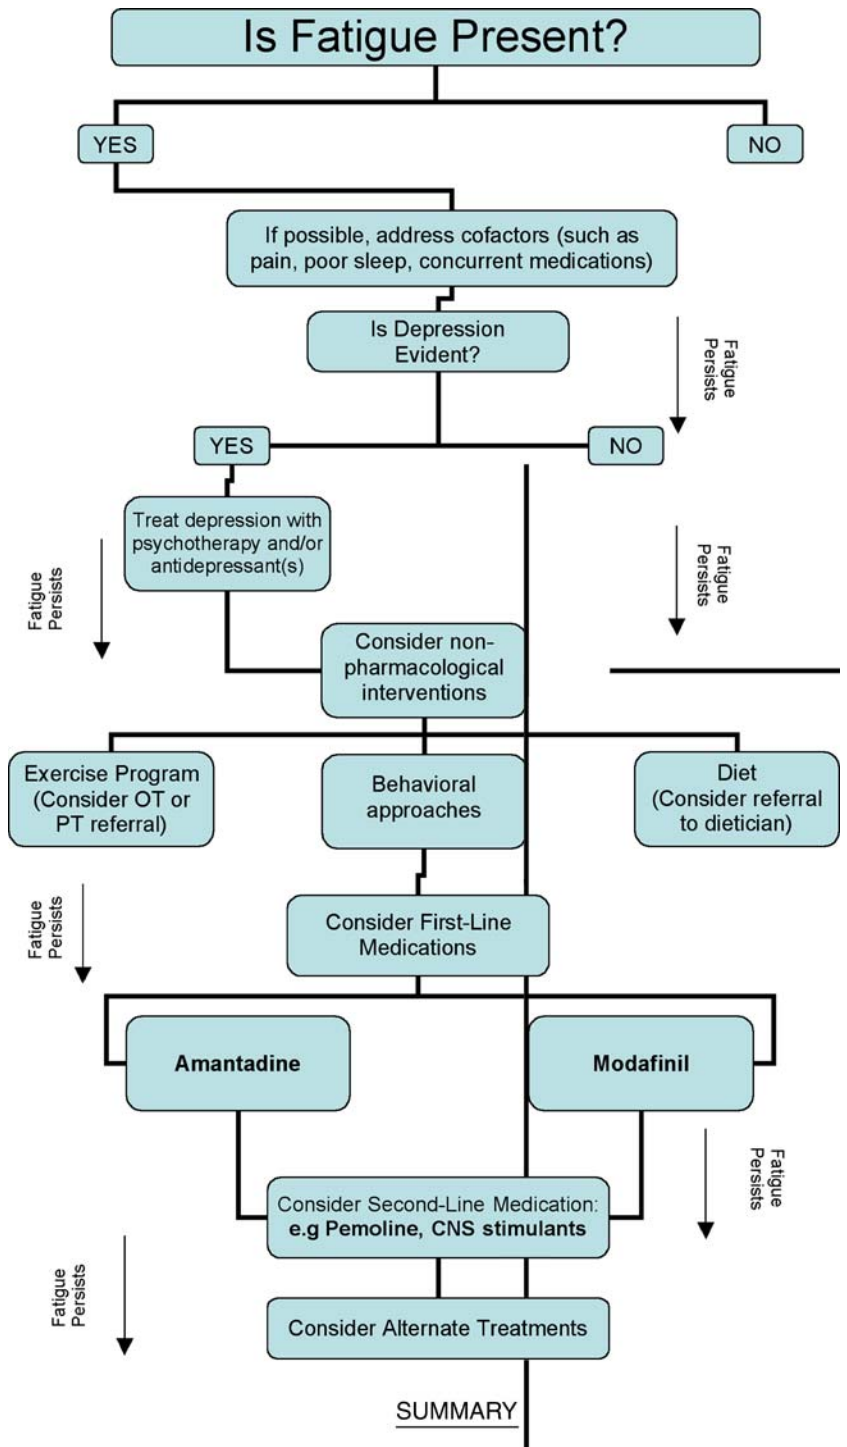 Is Fatigue Present?
YES
NO
If possible, address cofactors (such as
pain, poor sleep, concurrent medications)
Is Depression
Evident?
Fatigue
Persists
YES
NO
Treat depression with
psychotherapy and/or
antidepressant(s)
Fatigue
Persists
Fatigue
Persists
Consider non-
pharmacological
interventions
Exercise Program
(Consider OT or
PT referral)
Behavioral
approaches
Diet
(Consider referral
to dietician)
Fatigue
Persists
Consider First-Line
Medications
Amantadine
Modafinil
Fatigue
Persists
Consider Second-Line Medication:
e.g Pemoline, CNS stimulants
Fatigue
Persists
Consider Alternate Treatments
SUMMARY